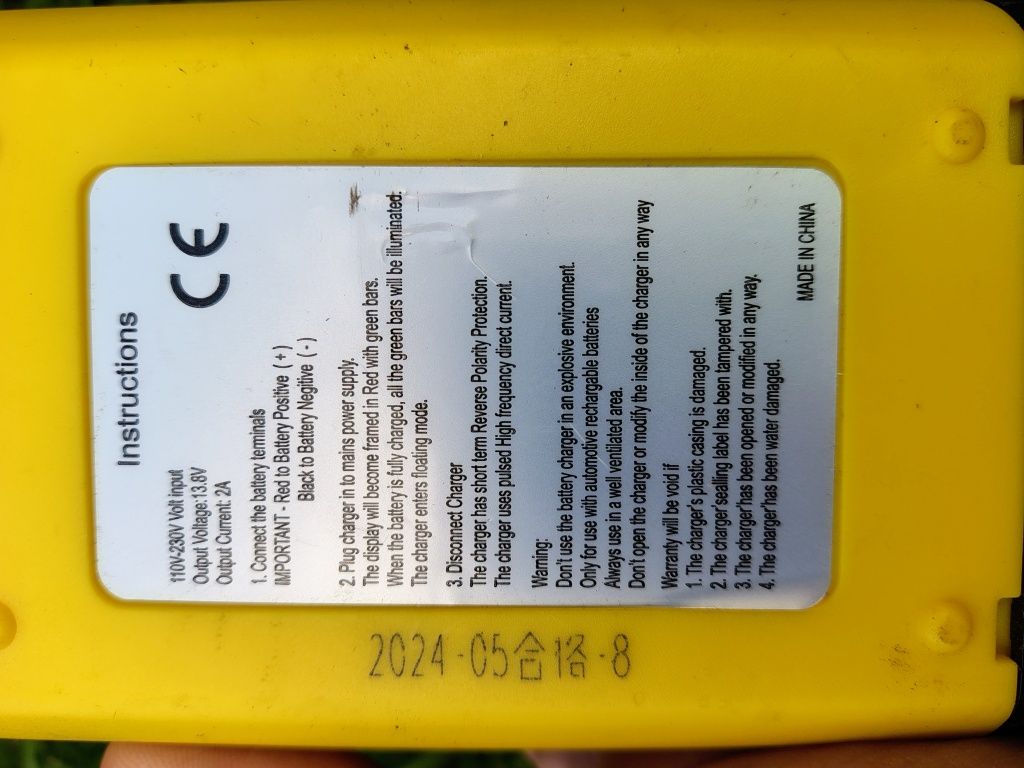 Instructions
CE
110V-230V Volt input
Output Voltage:13.8V
Output Current: 2A
1. Connect the battery terminals
IMPORTANT - Red to Battery Positive (+)
Black to Battery Negitive (-)
2. Plug charger in to mains power supply.
The display will become framed in Red with green bars.
When the battery is fully charged, all the green bars will be illuminated.
The charger enters floating mode.
3. Disconnect Charger
The charger has short term Reverse Polarity Protection.
The charger uses pulsed High frequency direct current.
Warning:
Don't use the battery charger in an explosive environment.
Only for use with automotive rechargable batteries
Always use in a well ventilated area.
Don't open the charger or modify the inside of the charger in any way
Warranty will be void if
1. The charger's plastic casing is damaged.
2. The charger'sealing label has been tampered with.
3. The charger'has been opened or modified in any way.
4. The charger'has been water damaged.
MADE IN CHINA
2024-05合格-8